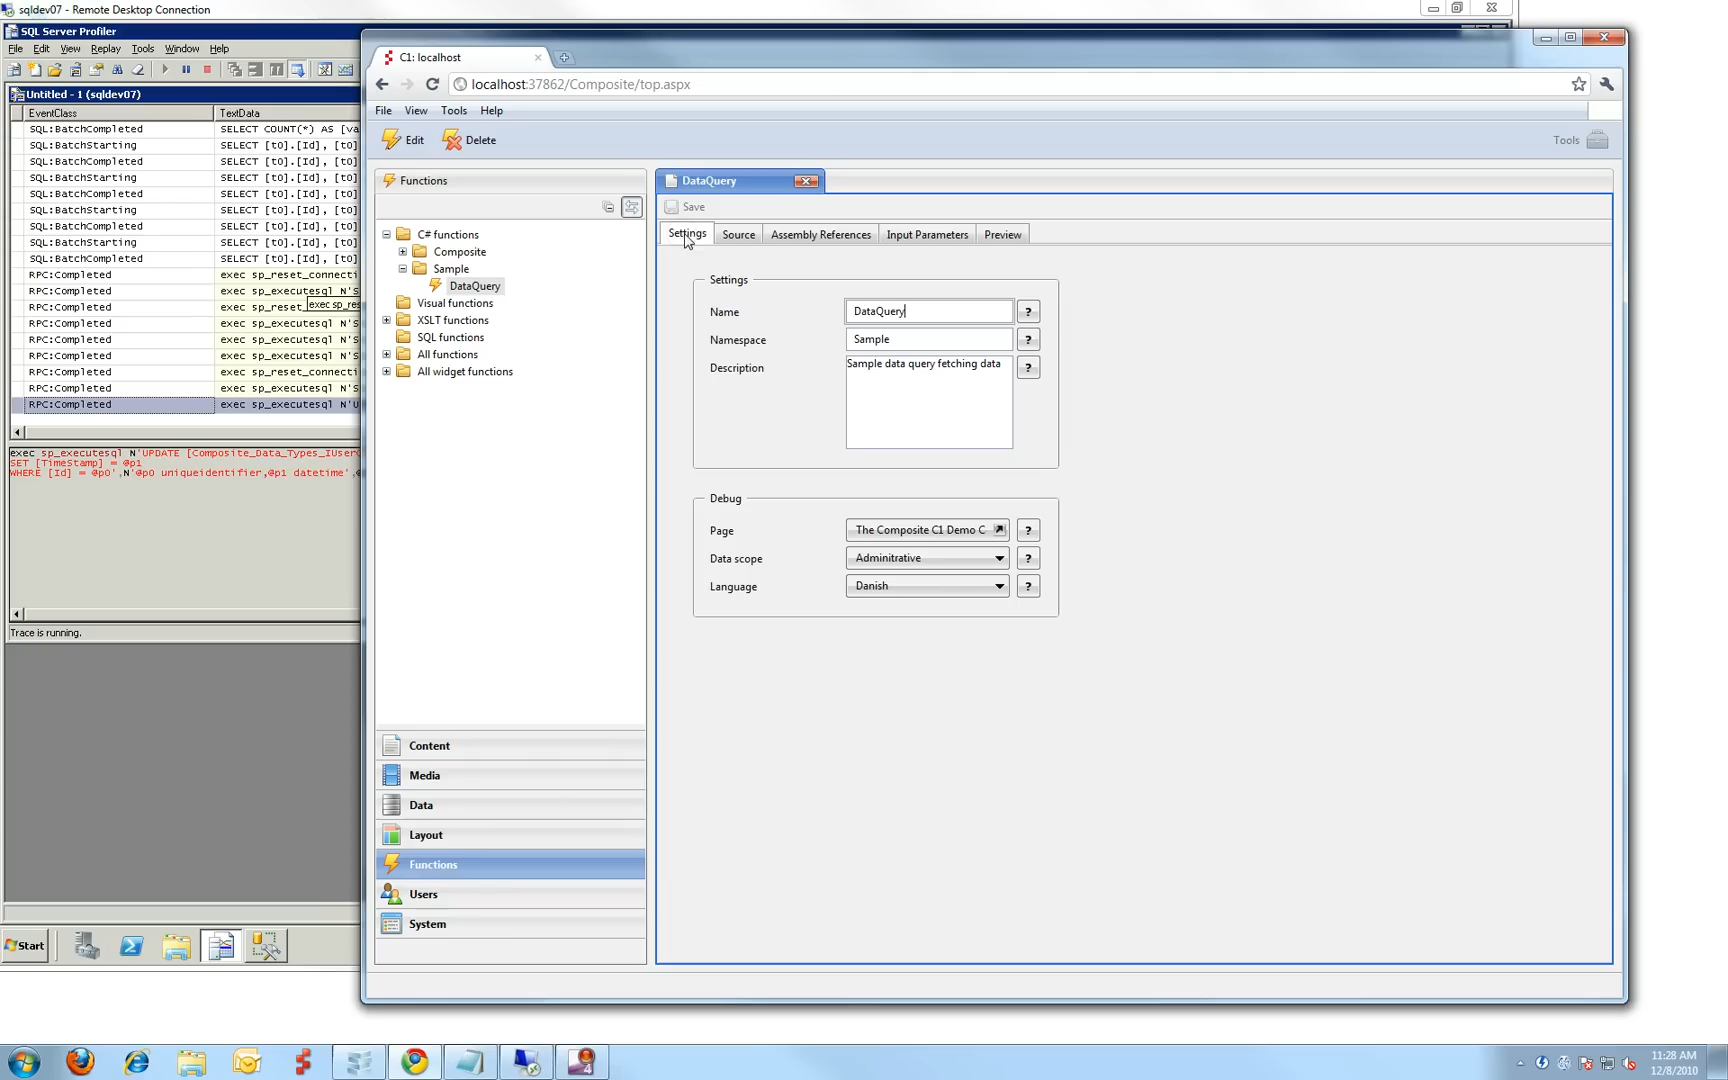 sqldev07 - Remote Desktop Connection
SQL Server Profiler
File Edit View Replay Tools Window Help
Untitled - 1 (sqldev07)
EventClass TextData
SQL:BatchCompleted SELECT COUNT(*) AS [va
SQL:BatchStarting SELECT [t0].[Id], [t0
SQL:BatchCompleted SELECT [t0].[Id], [t0
SQL:BatchStarting SELECT [t0].[Id], [t0
SQL:BatchCompleted SELECT [t0].[Id], [t0
SQL:BatchStarting SELECT [t0].[Id], [t0
SQL:BatchCompleted SELECT [t0].[Id], [t0
SQL:BatchStarting SELECT [t0].[Id], [t0
SQL:BatchCompleted SELECT [t0].[Id], [t0
RPC:Completed exec sp_reset_connecti
RPC:Completed exec sp_executesql N'S
RPC:Completed exec sp_reset_ exec sp_res
RPC:Completed exec sp_executesql N'S
RPC:Completed exec sp_executesql N'S
RPC:Completed exec sp_executesql N'S
RPC:Completed exec sp_reset_connecti
RPC:Completed exec sp_executesql N'S
RPC:Completed exec sp_executesql N'U
exec sp_executesql N'UPDATE [Composite_Data_Types_IUser
SET [TimeStamp] = @p1
WHERE [Id] = @p0',N'@p0 uniqueidentifier,@p1 datetime',
Trace is running.
Start
C1: localhost
localhost:37862/Composite/top.aspx
File View Tools Help
Edit Delete Tools
Functions
C# functions
Composite
Sample
DataQuery
Visual functions
XSLT functions
SQL functions
All functions
All widget functions
Content
Media
Data
Layout
Functions
Users
System
DataQuery
Save
Settings Source Assembly References Input Parameters Preview
Settings
Name DataQuery ?
Namespace Sample ?
Description Sample data query fetching data ?
Debug
Page The Composite C1 Demo C ?
Data scope Adminitrative ?
Language Danish ?
4
11:28 AM
12/8/2010